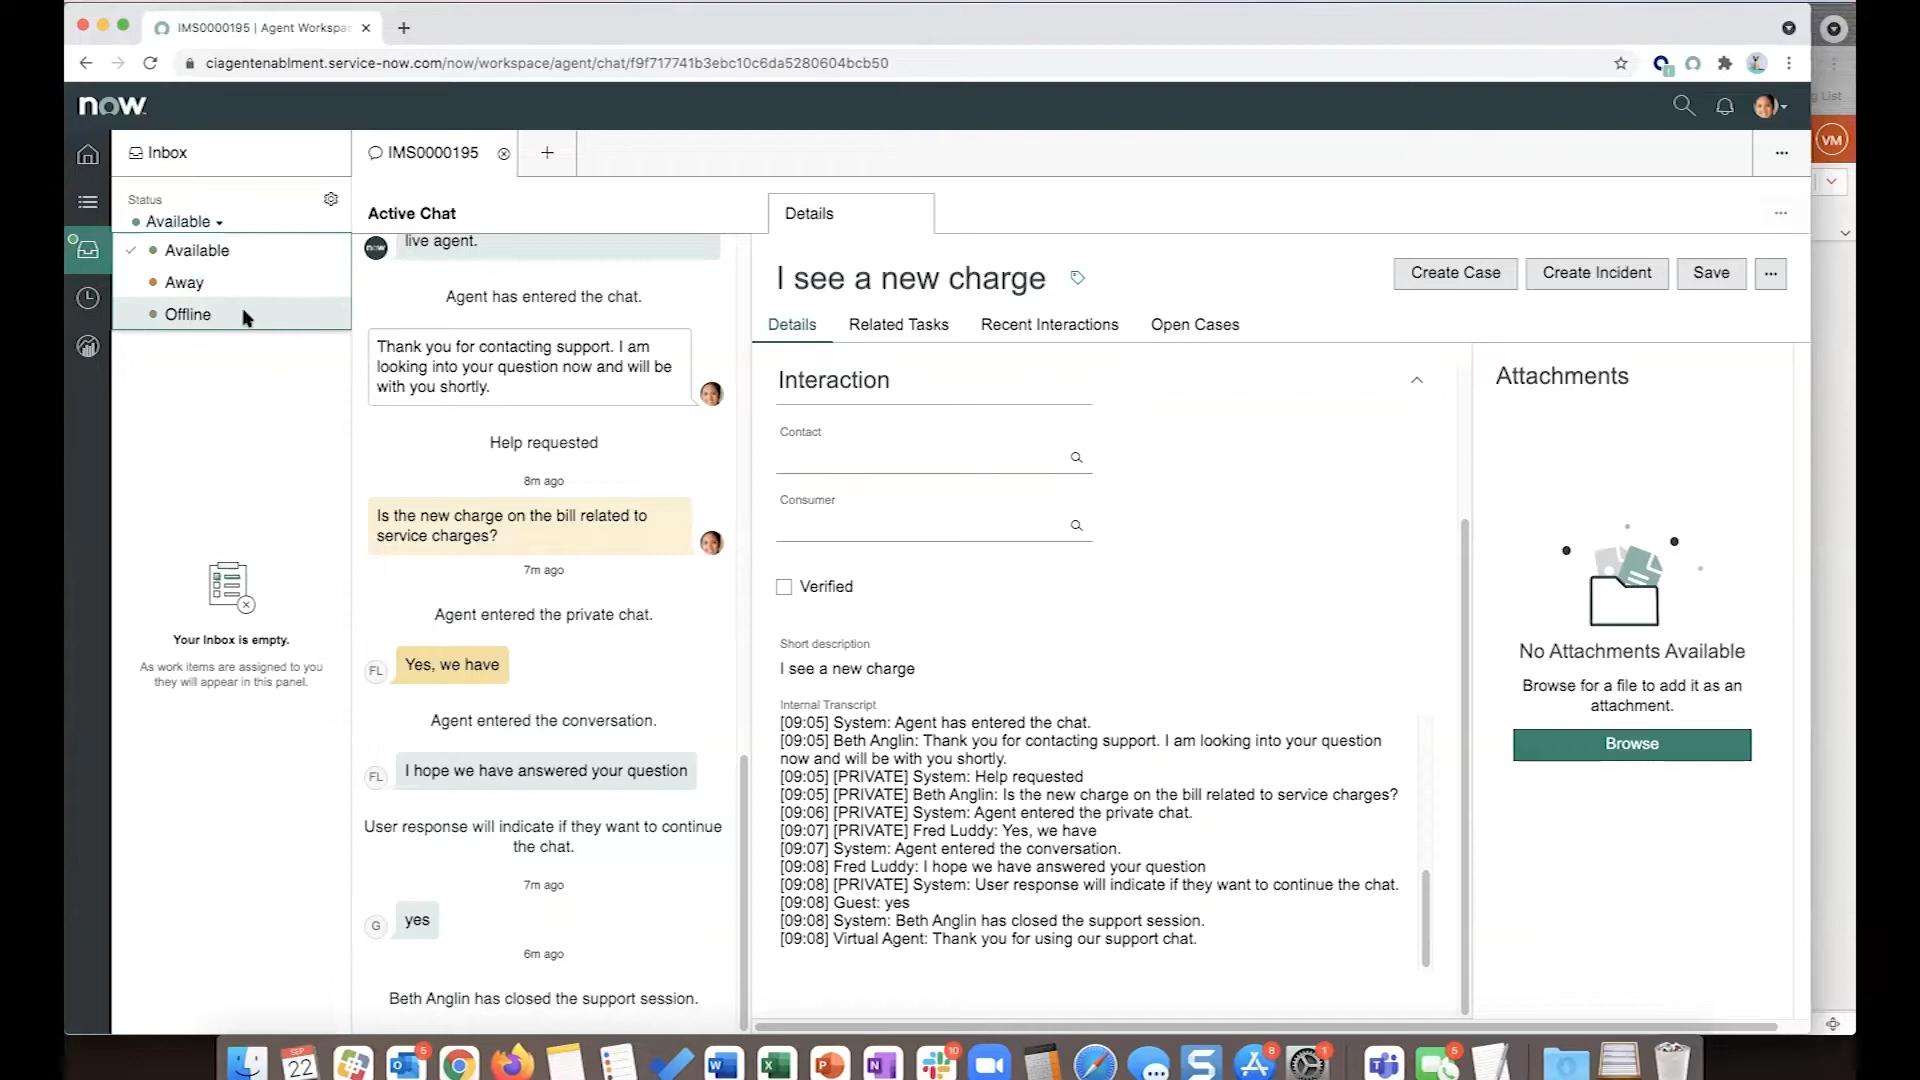 IMS0000195 | Agent Workspa
ciagentenablment.service-now.com/now/workspace/agent/chat/f9f717741b3ebc10c6da5280604bcb50
now
g List
VM
Inbox
IMS0000195
Status
Available
Available
Away
Offline
Your Inbox is empty.
As work items are assigned to you
they will appear in this panel.
Active Chat
now
live agent.
Agent has entered the chat.
Thank you for contacting support. I am
looking into your question now and will be
with you shortly.
Help requested
8m ago
Is the new charge on the bill related to
service charges?
7m ago
Agent entered the private chat.
FL
Yes, we have
Agent entered the conversation.
FL
I hope we have answered your question
User response will indicate if they want to continue
the chat.
7m ago
G
yes
6m ago
Beth Anglin has closed the support session.
Details
I see a new charge
Create Case
Create Incident
Save
Details
Related Tasks
Recent Interactions
Open Cases
Interaction
Contact
Consumer
Verified
Short description
I see a new charge
Internal Transcript
[09:05] System: Agent has entered the chat.
[09:05] Beth Anglin: Thank you for contacting support. I am looking into your question
now and will be with you shortly.
[09:05] [PRIVATE] System: Help requested
[09:05] [PRIVATE] Beth Anglin: Is the new charge on the bill related to service charges?
[09:06] [PRIVATE] System: Agent entered the private chat.
[09:07] [PRIVATE] Fred Luddy: Yes, we have
[09:07] System: Agent entered the conversation.
[09:08] Fred Luddy: I hope we have answered your question
[09:08] [PRIVATE] System: User response will indicate if they want to continue the chat.
[09:08] Guest: yes
[09:08] System: Beth Anglin has closed the support session.
[09:08] Virtual Agent: Thank you for using our support chat.
Attachments
No Attachments Available
Browse for a file to add it as an
attachment.
Browse
SEP
22
5
10
8
1
5